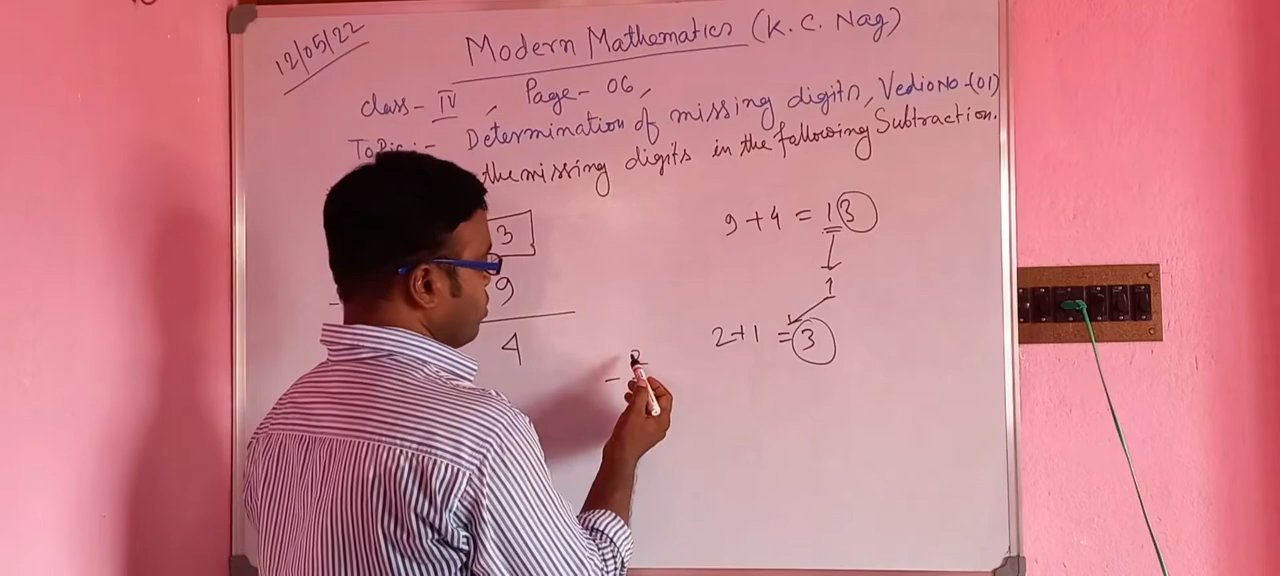 12/05/22
Modern Mathematics (K. C. Nag)
Class - IV, Page - 06,
Topic :- Determination of missing digits, Vedio No-(01)
the missing digits in the following Subtraction.
3
9
4
9 + 4 = 13
1
2 + 1 = 3
-